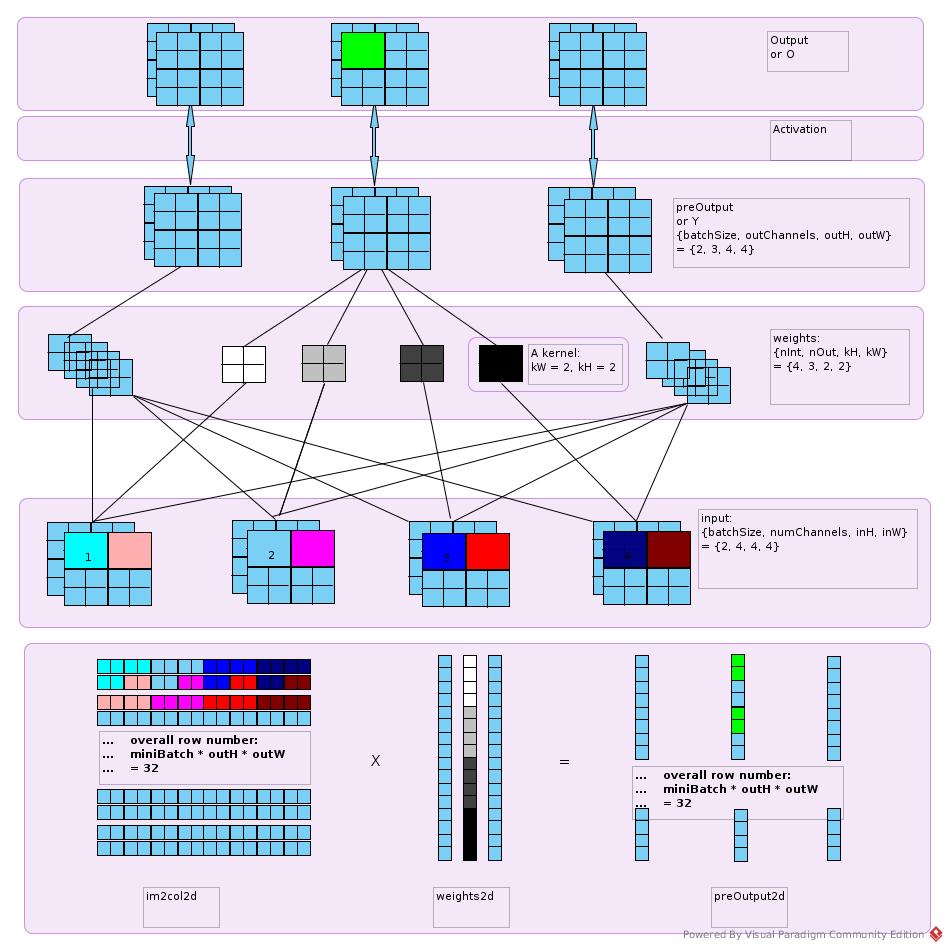 Output
or O
Activation
preOutput
or Y
{batchSize, outChannels, outH, outW}
= {2, 3, 4, 4}
A kernel:
kW = 2, kH = 2
weights:
{nInt, nOut, kH, kW}
= {4, 3, 2, 2}
1
2
3
4
input:
{batchSize, numChannels, inH, inW}
= {2, 4, 4, 4}
... overall row number:
... miniBatch * outH * outW
... = 32
X
=
... overall row number:
... miniBatch * outH * outW
... = 32
im2col2d
weights2d
preOutput2d
Powered By Visual Paradigm Community Edition